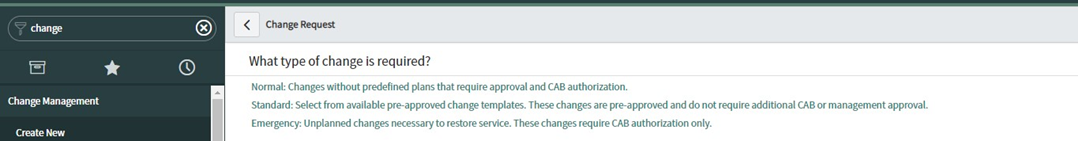 change
Change Request
What type of change is required?
Normal: Changes without predefined plans that require approval and CAB authorization.
Change Management
Standard: Select from available pre-approved change templates. These changes are pre-approved and do not require additional CAB or management approval.
Create New
Emergency: Unplanned changes necessary to restore service. These changes require CAB authorization only.